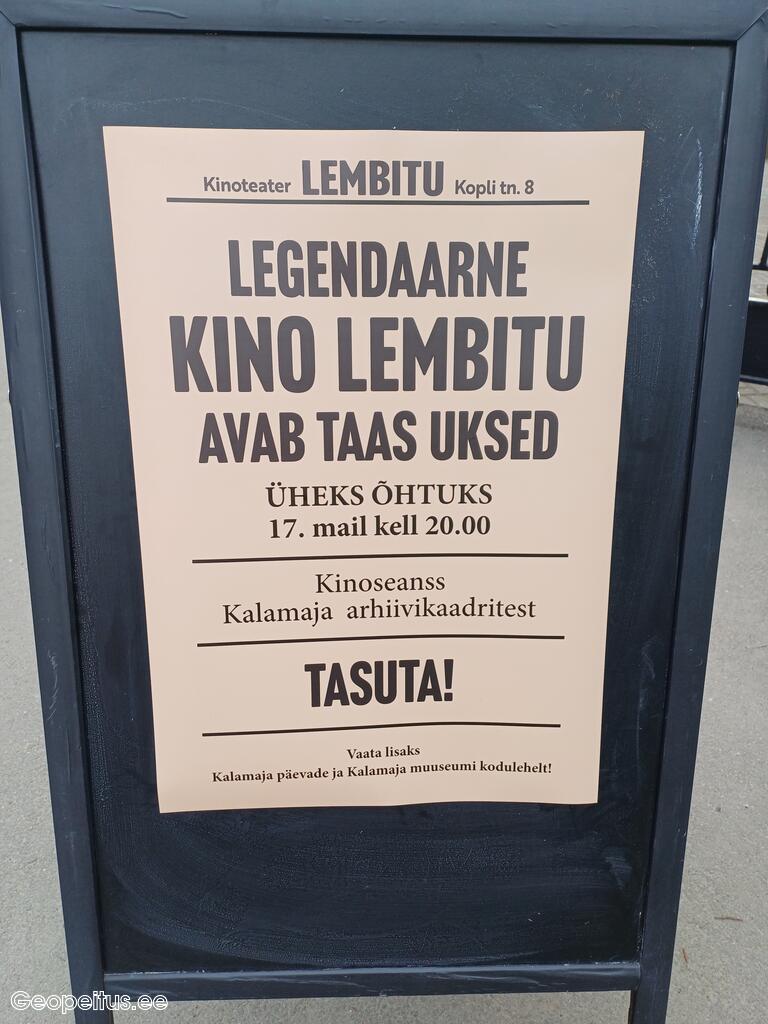 Kinoteater LEMBITU Kopli tn. 8
LEGENDAARNE
KINO LEMBITU
AVAB TAAS UKSED
ÜHEKS ÕHTUKS
17. mail kell 20.00
Kinoseanss
Kalamaja arhiivikaadritest
TASUTA!
Vaata lisaks
Kalamaja päevade ja Kalamaja muuseumi kodulehelt!
Geopeitus.ee